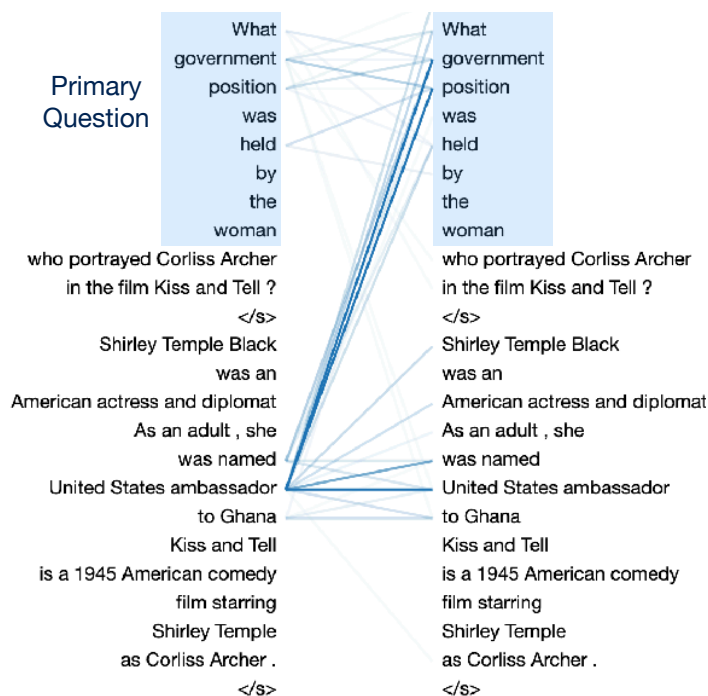 Primary
Question
What
government
position
was
held
by
the
woman
who portrayed Corliss Archer
in the film Kiss and Tell ?
</s>
Shirley Temple Black
was an
American actress and diplomat
As an adult , she
was named
United States ambassador
to Ghana
Kiss and Tell
is a 1945 American comedy
film starring
Shirley Temple
as Corliss Archer .
</s>
What
government
position
was
held
by
the
woman
who portrayed Corliss Archer
in the film Kiss and Tell ?
</s>
Shirley Temple Black
was an
American actress and diplomat
As an adult , she
was named
United States ambassador
to Ghana
Kiss and Tell
is a 1945 American comedy
film starring
Shirley Temple
as Corliss Archer .
</s>